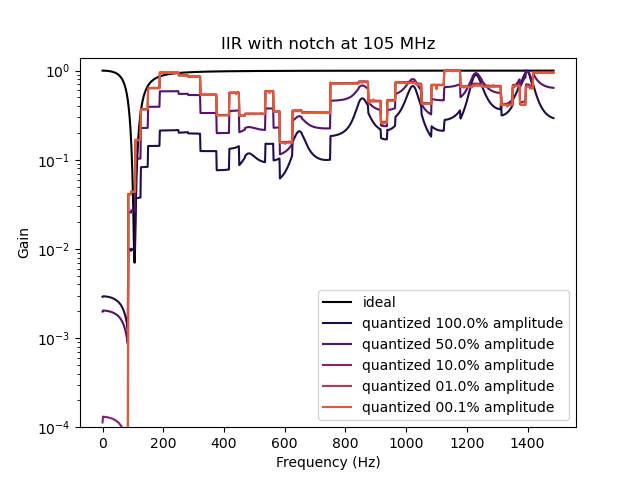 IIR with notch at 105 MHz
10⁰
10⁻¹
10⁻²
10⁻³
10⁻⁴
Gain
ideal
quantized 100.0% amplitude
quantized 50.0% amplitude
quantized 10.0% amplitude
quantized 01.0% amplitude
quantized 00.1% amplitude
0 200 400 600 800 1000 1200 1400
Frequency (Hz)